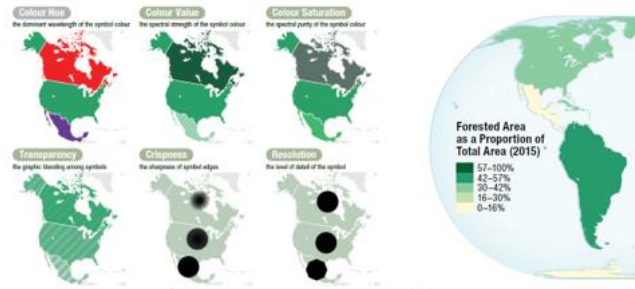 Colour Hue
the dominant wavelength of the symbol colour
Colour Value
the spectral strength of the symbol colour
Colour Saturation
the spectral purity of the symbol colour
Transparency
the graphic blending among symbols
Crispness
the sharpness of symbol edges
Resolution
the level of detail of the symbol
Forested Area
as a Proportion of
Total Area (2015)
57–100%
42–57%
30–42%
16–30%
0–16%